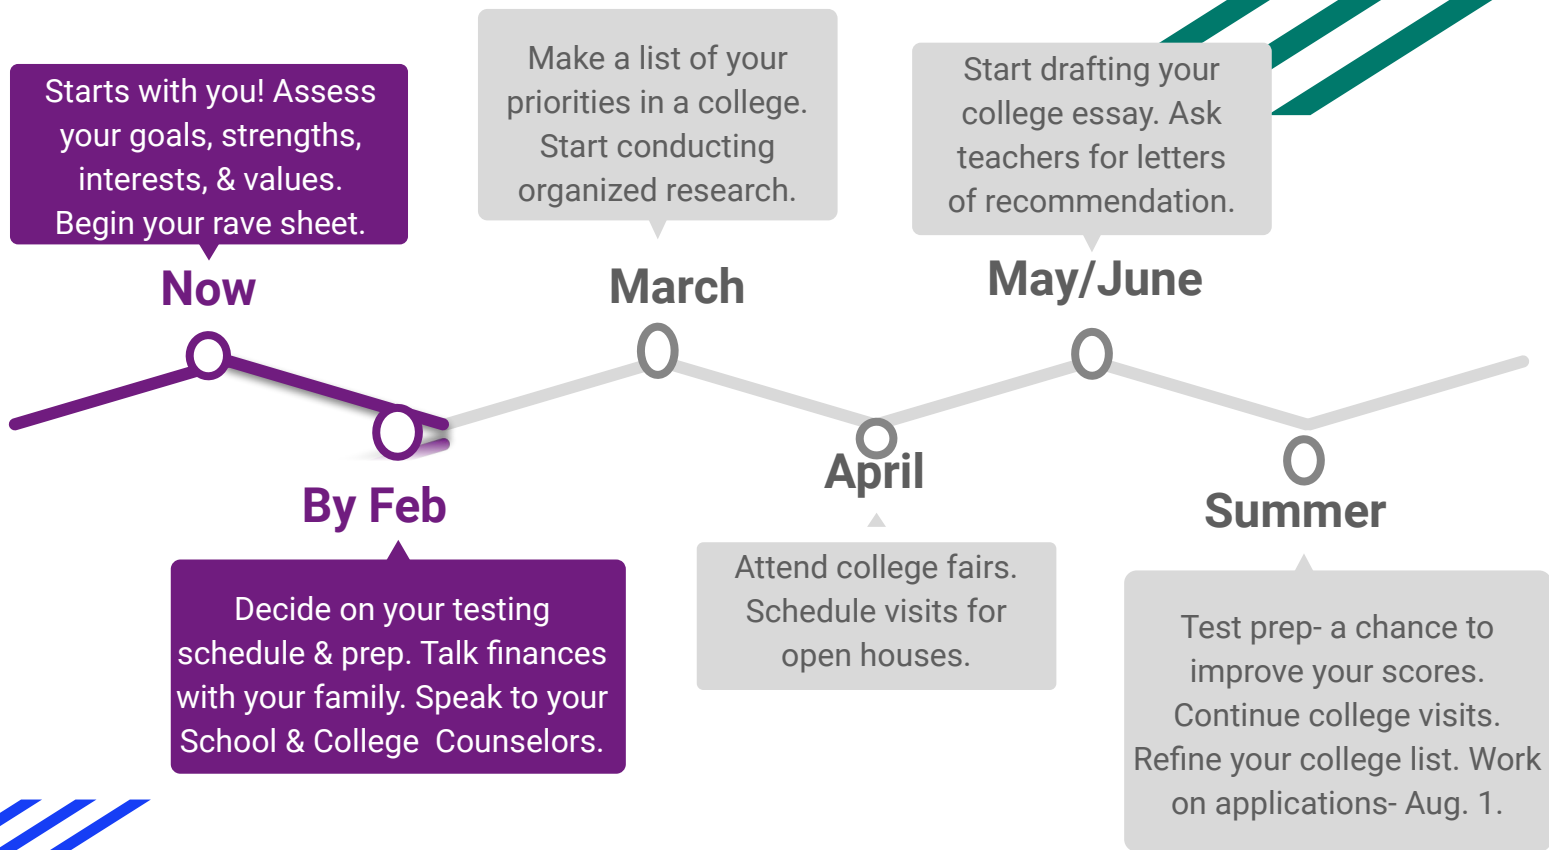 Starts with you! Assess
your goals, strengths,
interests, & values.
Begin your rave sheet.
Now
By Feb
Decide on your testing
schedule & prep. Talk finances
with your family. Speak to your
School & College  Counselors.
Make a list of your
priorities in a college.
Start conducting
organized research.
March
April
Attend college fairs.
Schedule visits for
open houses.
Start drafting your
college essay. Ask
teachers for letters
of recommendation.
May/June
Summer
Test prep- a chance to
improve your scores.
Continue college visits.
Refine your college list. Work
on applications- Aug. 1.